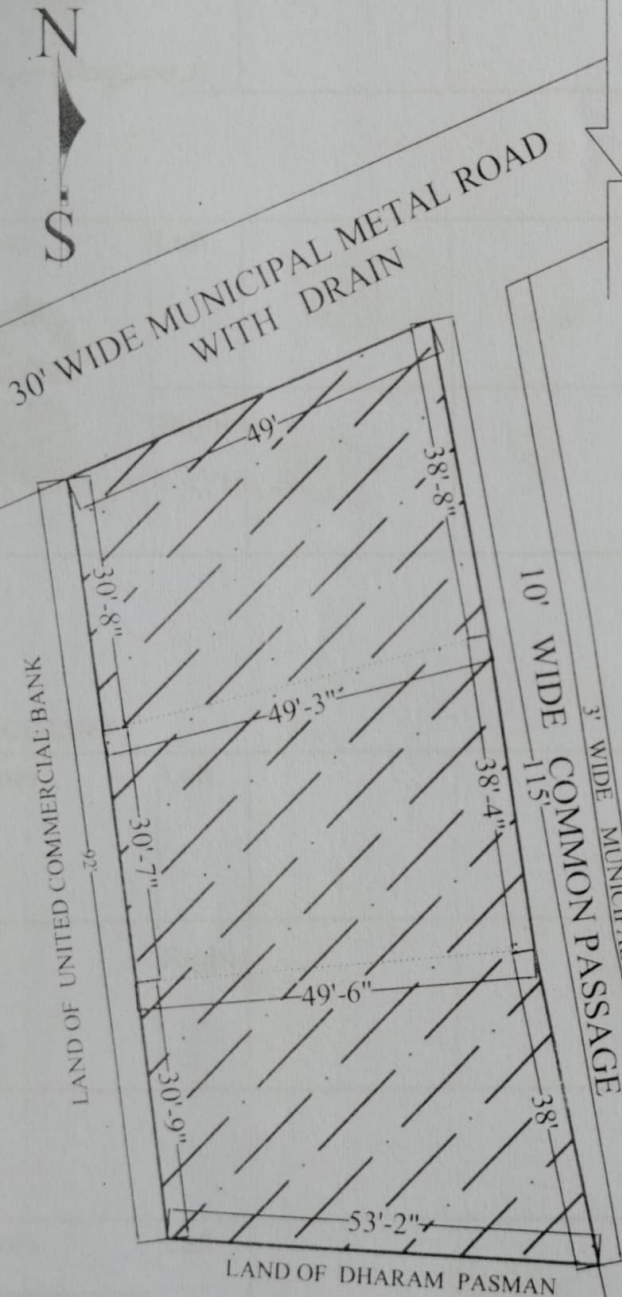 N
S
30' WIDE MUNICIPAL METAL ROAD
WITH DRAIN
49'
38'-8"
30'-8"
49'-3"
38'-4"
30'-7"
49'-6"
38'
30'-9"
53'-2"
LAND OF UNITED COMMERCIAL BANK
92'
10' WIDE COMMON PASSAGE
115'
3' WIDE
LAND OF DHARAM PASMAN